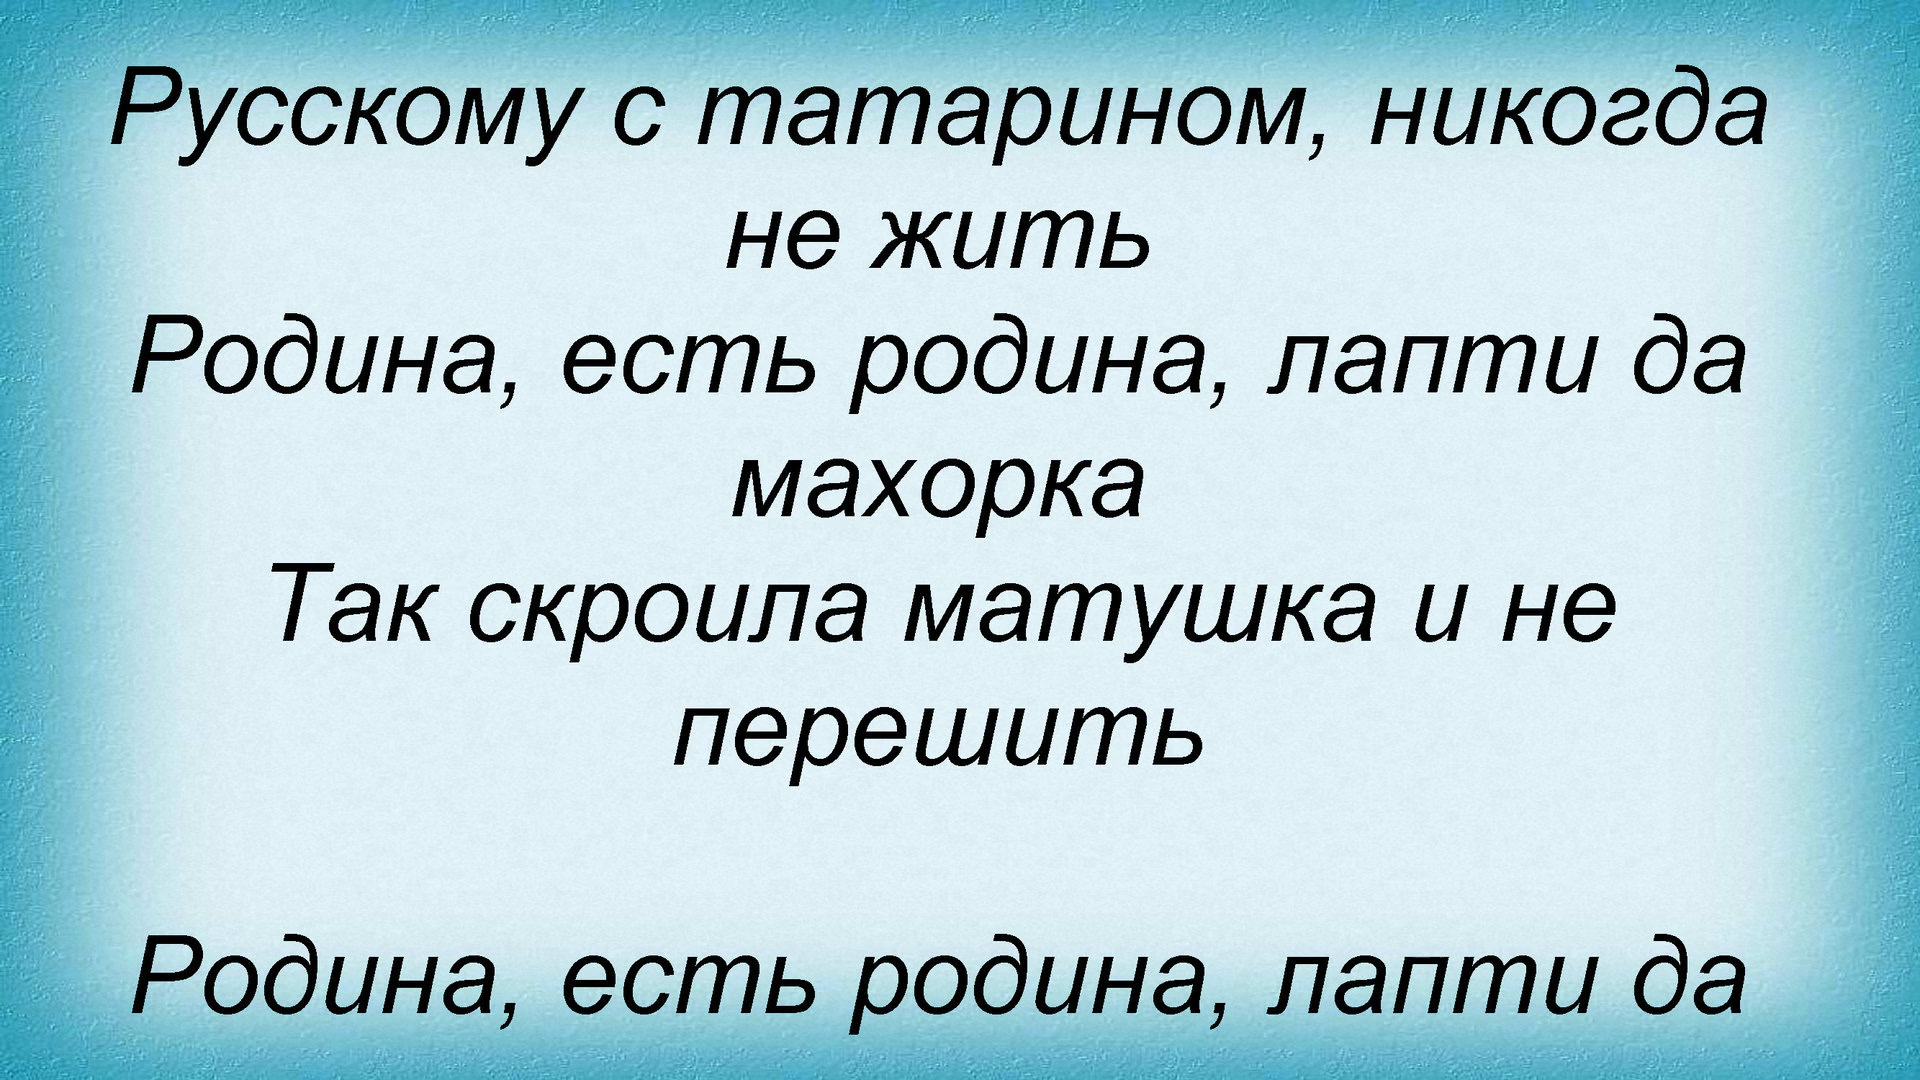 Русскому с татарином, никогда
не жить
Родина, есть родина, лапти да
махорка
Так скроила матушка и не
перешить
Родина, есть родина, лапти да